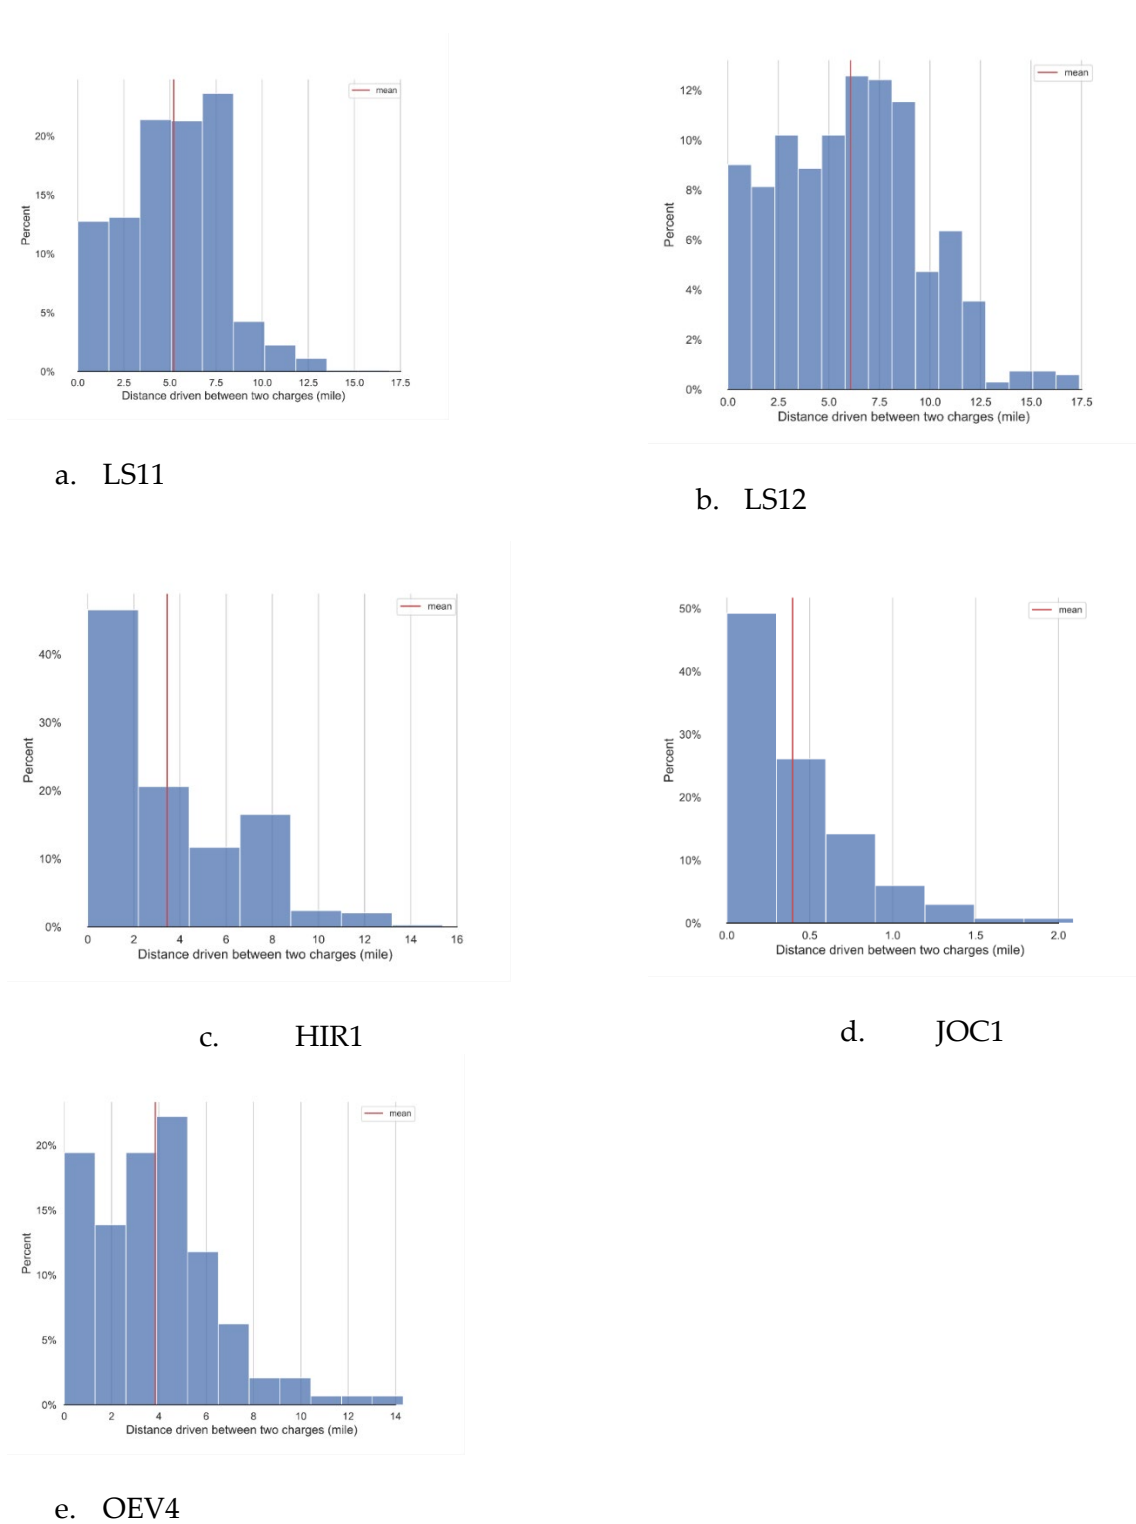 mean
20%
15%
10%
5%
0%
Percent
0.0 2.5 5.0 7.5 10.0 12.5 15.0 17.5
Distance driven between two charges (mile)
a. LS11
mean
12%
10%
8%
6%
4%
2%
0%
Percent
0.0 2.5 5.0 7.5 10.0 12.5 15.0 17.5
Distance driven between two charges (mile)
b. LS12
mean
40%
30%
20%
10%
0%
Percent
0 2 4 6 8 10 12 14 16
Distance driven between two charges (mile)
c. HIR1
mean
50%
40%
30%
20%
10%
0%
Percent
0.0 0.5 1.0 1.5 2.0
Distance driven between two charges (mile)
d. JOC1
mean
20%
15%
10%
5%
0%
Percent
0 2 4 6 8 10 12 14
Distance driven between two charges (mile)
e. OEV4